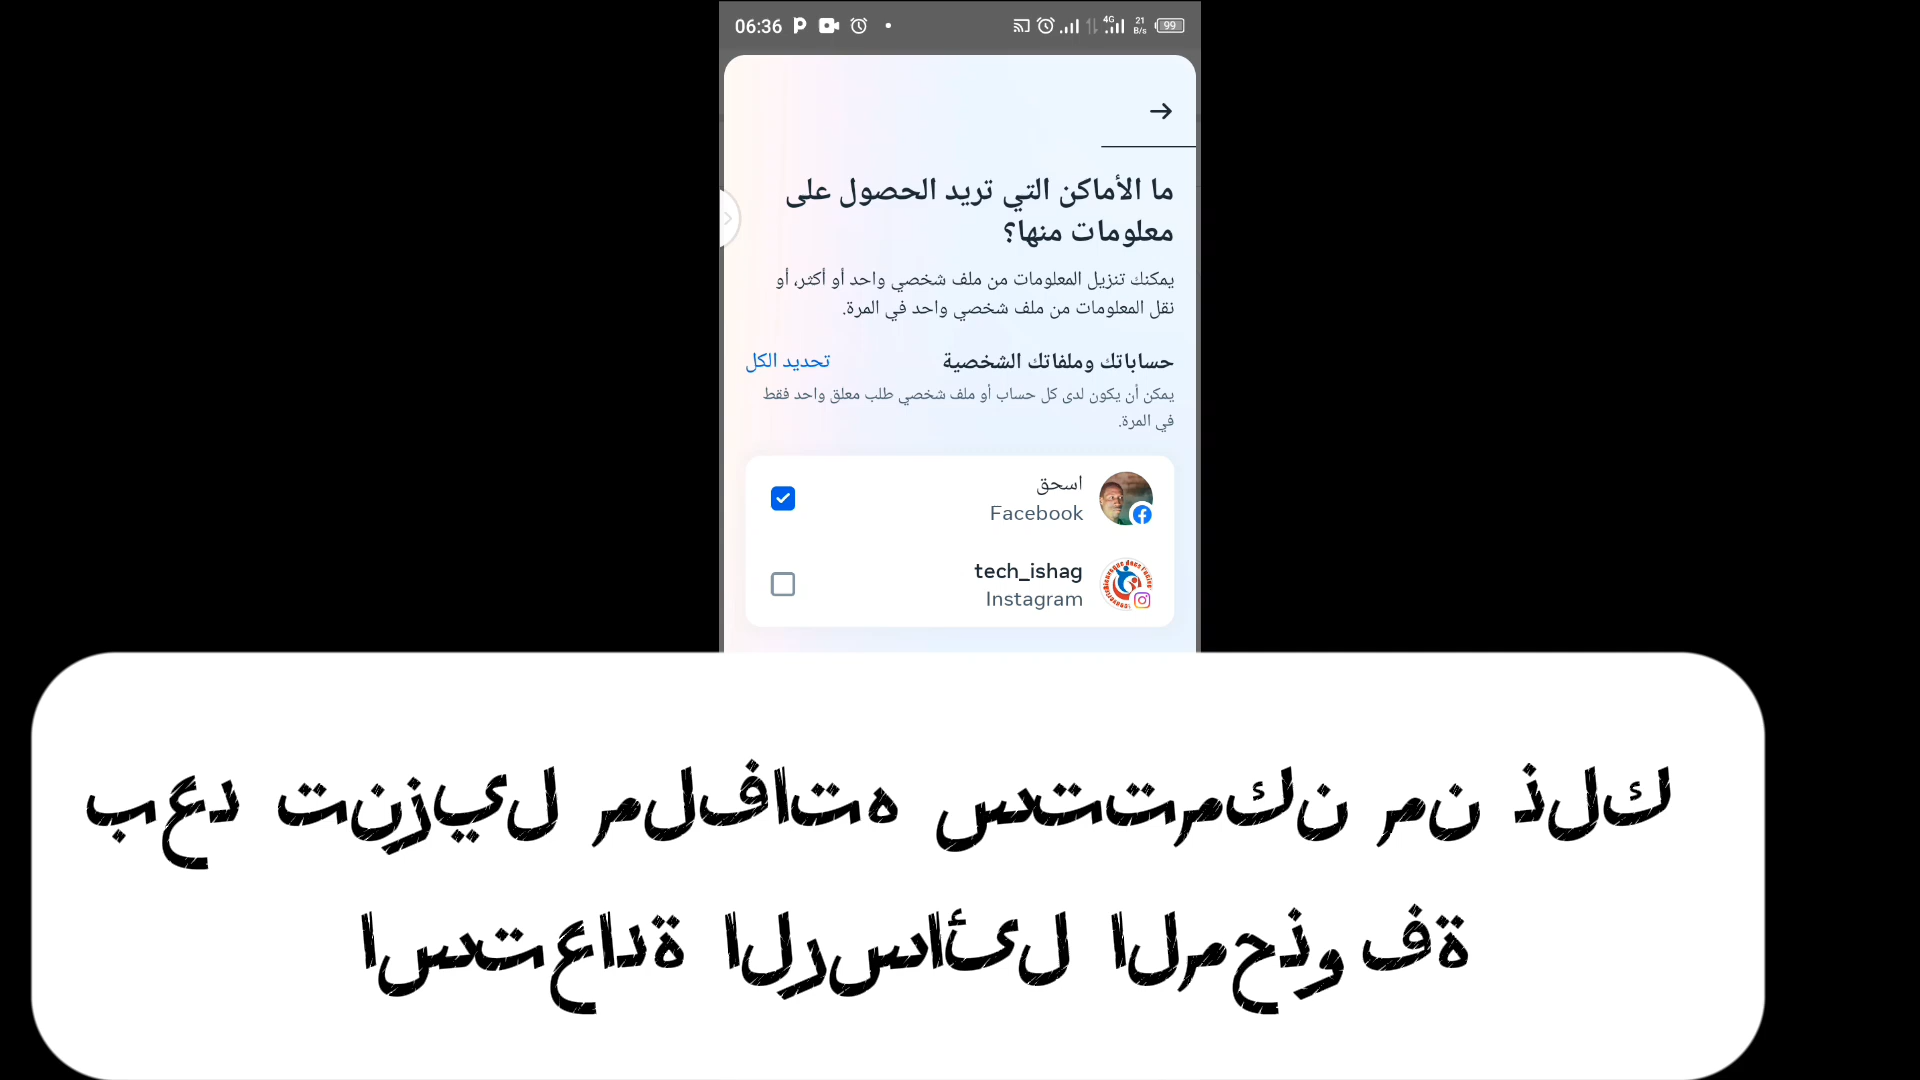 06:36
4G
21 B/s
99
ما الأماكن التي تريد الحصول على
معلومات منها؟
يمكنك تنزيل المعلومات من ملف شخصي واحد أو أكثر، أو
نقل المعلومات من ملف شخصي واحد في المرة.
حساباتك وملفاتك الشخصية
تحديد الكل
يمكن أن يكون لدى كل حساب أو ملف شخصي طلب معلق واحد فقط
في المرة.
اسحق
Facebook
tech_ishag
Instagram
بعد تنزيل ملفاته ستتمكن من ذلك
استعادة الرسائل المحذوفة